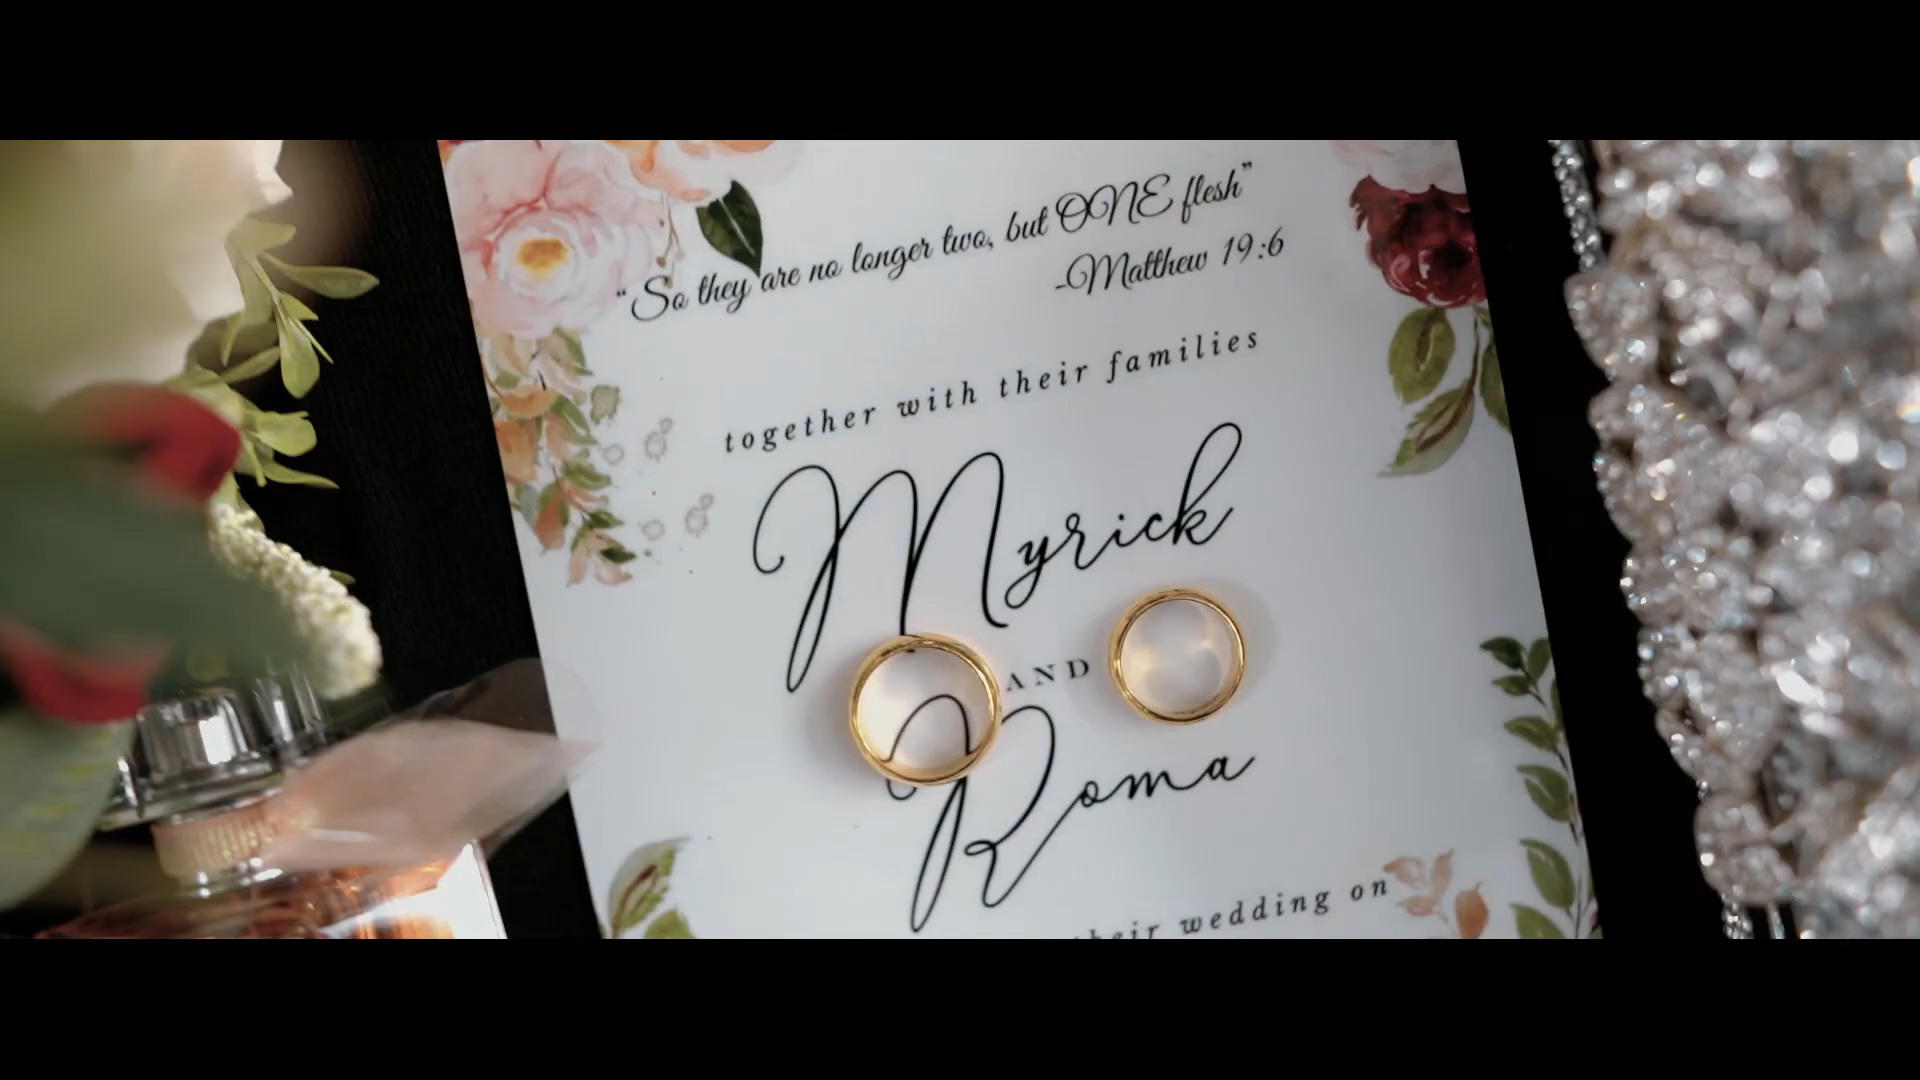 “So they are no longer two, but ONE flesh”
-Matthew 19:6
together with their families
Myrick
AND
Roma
their wedding on